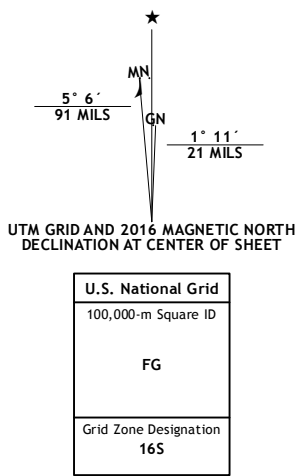 ★
MN.
GN
5° 6´
91 MILS
1° 11´
21 MILS
UTM GRID AND 2016 MAGNETIC NORTH
DECLINATION AT CENTER OF SHEET
U.S. National Grid
100,000-m Square ID
FG
Grid Zone Designation
16S